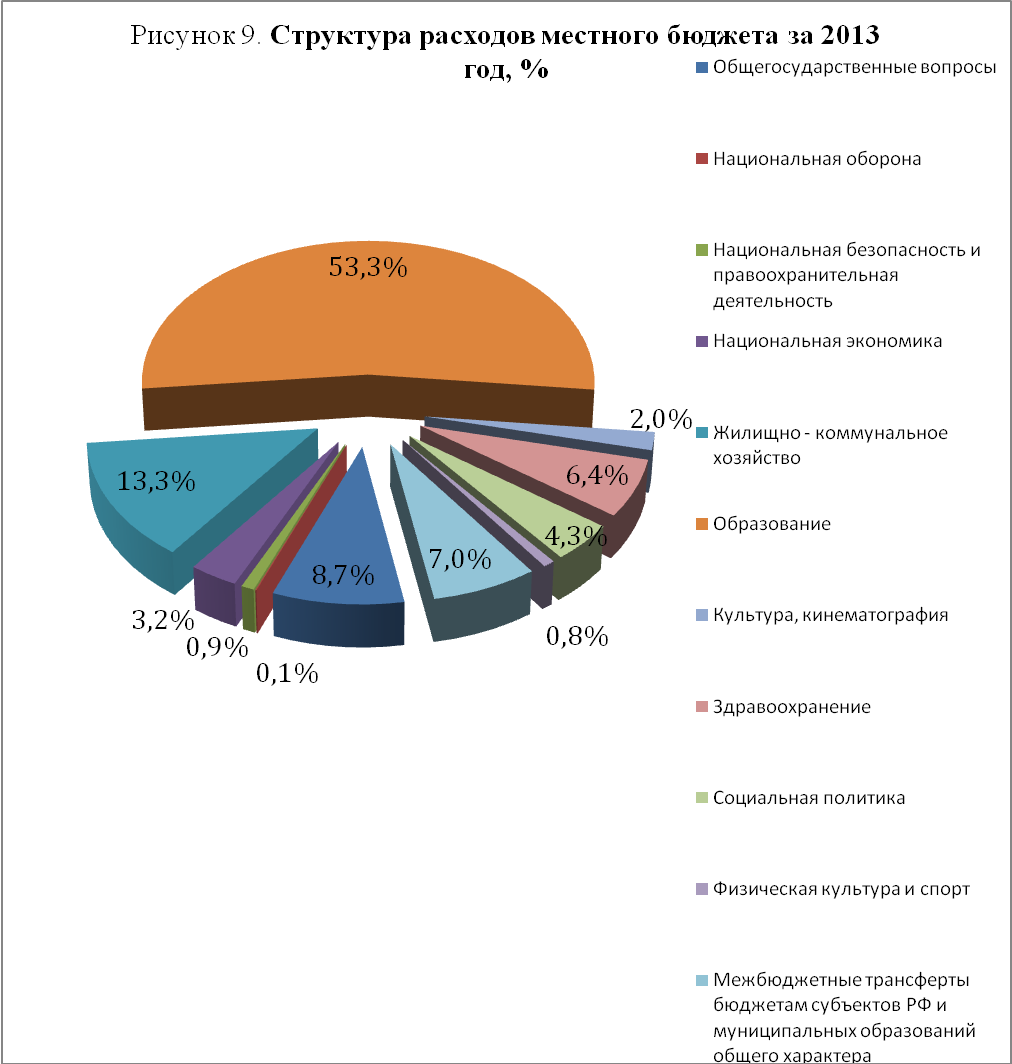 Рисунок 9. Структура расходов местного бюджета за 2013
год, %
Общегосударственные вопросы
Национальная оборона
Национальная безопасность и
правоохранительная
деятельность
Национальная экономика
Жилищно - коммунальное
хозяйство
Образование
Культура, кинематография
Здравоохранение
Социальная политика
Физическая культура и спорт
Межбюджетные трансферты
бюджетам субъектов РФ и
муниципальных образований
общего характера
53,3%
2,0%
6,4%
4,3%
0,8%
7,0%
8,7%
0,1%
0,9%
3,2%
13,3%